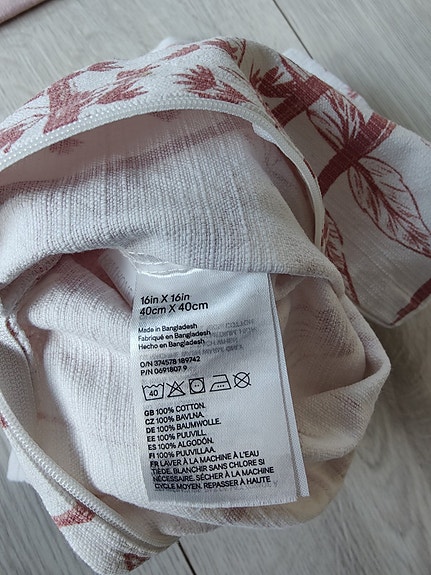 16in X 16in
40cm X 40cm
Made in Bangladesh
Fabriqué en Bangladesh
Hecho en Bangladesh
O/N 374578 189742
P/N 0691807 9
40
GB 100% COTTON.
CZ 100% BAVLNA.
DE 100% BAUMWOLLE.
EE 100% PUUVILL.
ES 100% ALGODÓN.
FI 100% PUUVILLAA.
FR LAVER À LA MACHINE À L'EAU
TIÈDE. BLANCHIR SANS CHLORE SI
NÉCESSAIRE. SÉCHER À LA MACHINE
CYCLE MOYEN. REPASSER À HAUTE